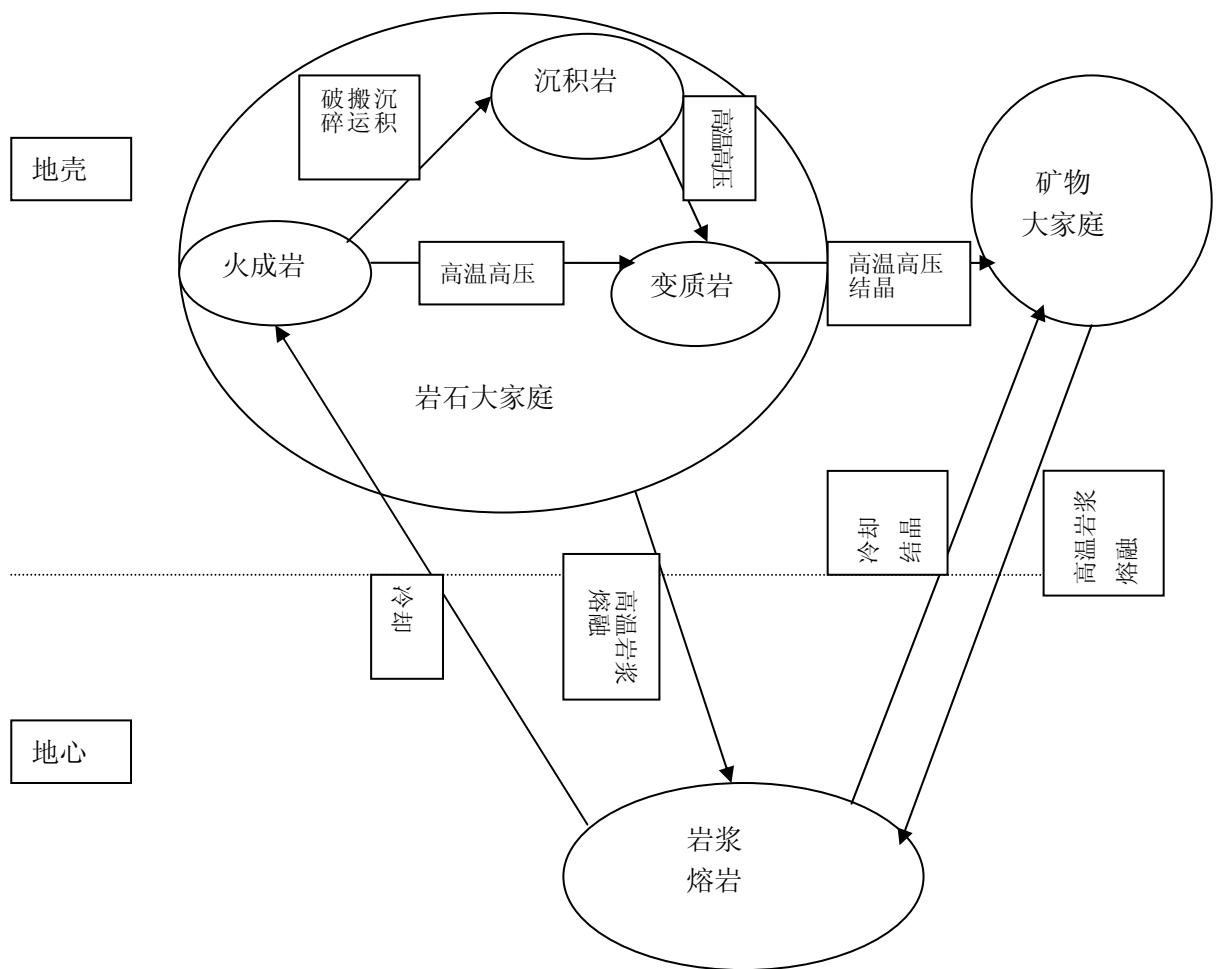 沉积岩
破搬沉
碎运积
高温高压
地壳
矿物
大家庭
火成岩
高温高压
变质岩
高温高压
结晶
岩石大家庭
冷却
结晶
高温岩浆
熔融
冷却
高温岩浆
熔融
地心
岩浆
熔岩